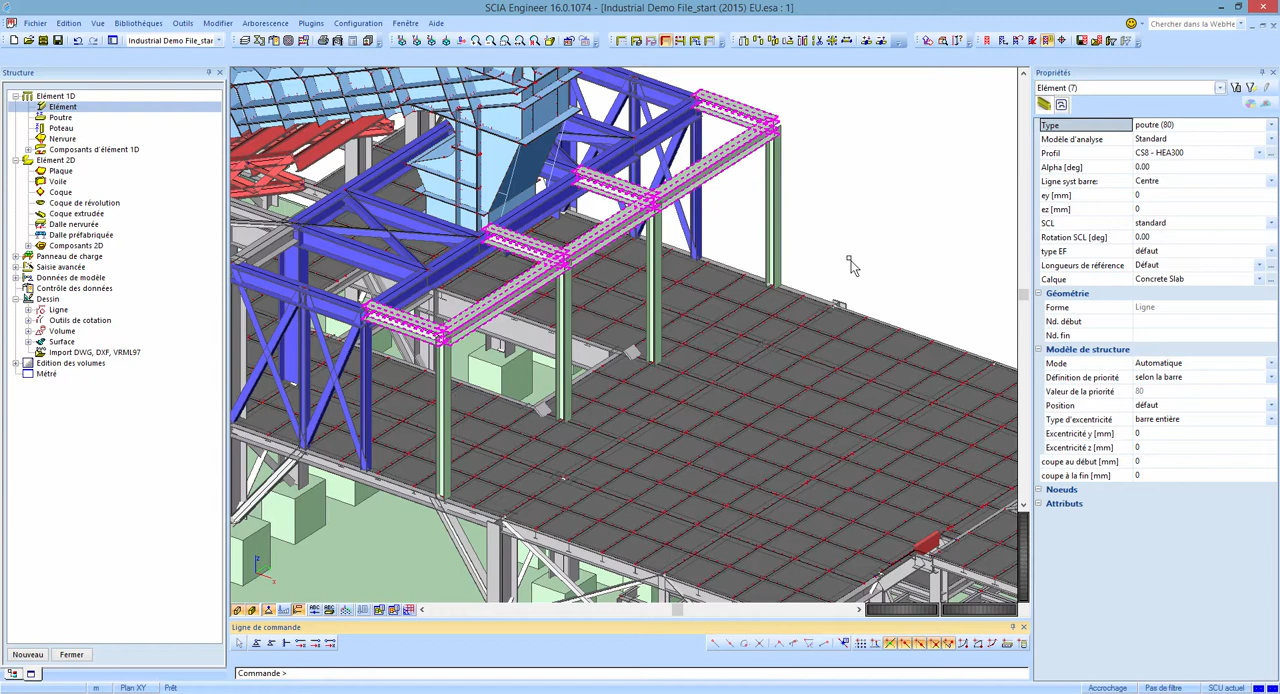 SCIA Engineer 16.0.1074 - [Industrial Demo File_start (2015) EU.esa : 1]
Fichier Edition Vue Bibliothèques Outils Modifier Arborescence Plugins Configuration Fenêtre Aide
Chercher dans la WebHe
Industrial Demo File_star
Structure
Elément 1D
Elément
Poutre
Poteau
Nervure
Composants d'élément 1D
Elément 2D
Plaque
Voile
Coque
Coque de révolution
Coque extrudée
Dalle nervurée
Dalle préfabriquée
Composants 2D
Panneau de charge
Saisie avancée
Données de modèle
Contrôle des données
Dessin
Ligne
Outils de cotation
Volume
Surface
Import DWG, DXF, VRML97
Edition des volumes
Métré
Nouveau Fermer
Ligne de commande
Commande >
Propriétés
Elément (7)
Type poutre (80)
Modèle d'analyse Standard
Profil CS8 - HEA300
Alpha [deg] 0.00
Ligne syst barre: Centre
ey [mm] 0
ez [mm] 0
SCL standard
Rotation SCL [deg] 0.00
type EF défaut
Longueurs de référence Défaut
Calque Concrete Slab
Géométrie
Forme Ligne
Nd. début
Nd. fin
Modèle de structure
Mode Automatique
Définition de priorité selon la barre
Valeur de la priorité 80
Position défaut
Type d'excentricité barre entière
Excentricité y [mm] 0
Excentricité z [mm] 0
coupe au début [mm] 0
coupe à la fin [mm] 0
Noeuds
Attributs
m Plan XY Prêt Accrochage Pas de filtre SCU actuel